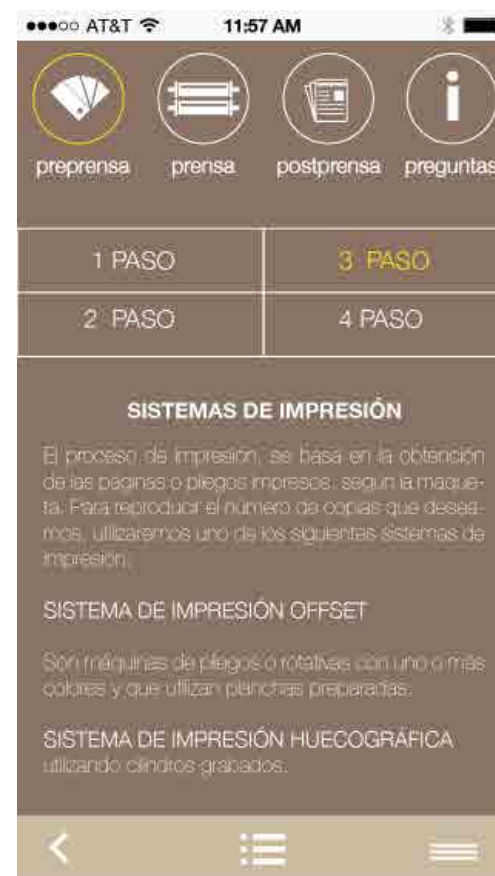 AT&T 11:57 AM
preprensa prensa postprensa preguntas
1 PASO 3 PASO
2 PASO 4 PASO
SISTEMAS DE IMPRESIÓN
El proceso de impresión, se basa en la obtención
de las paginas o pliegos impresos, según la maque-
ta. Para reproducir el número de copias que desea-
mos, utilizaremos uno de los siguientes sistemas de
impresión.
SISTEMA DE IMPRESIÓN OFFSET
Son máquinas de pliegos o rotativas con uno o más
colores y que utilizan planchas preparadas.
SISTEMA DE IMPRESIÓN HUECOGRÁFICA
utilizando cilindros grabados.